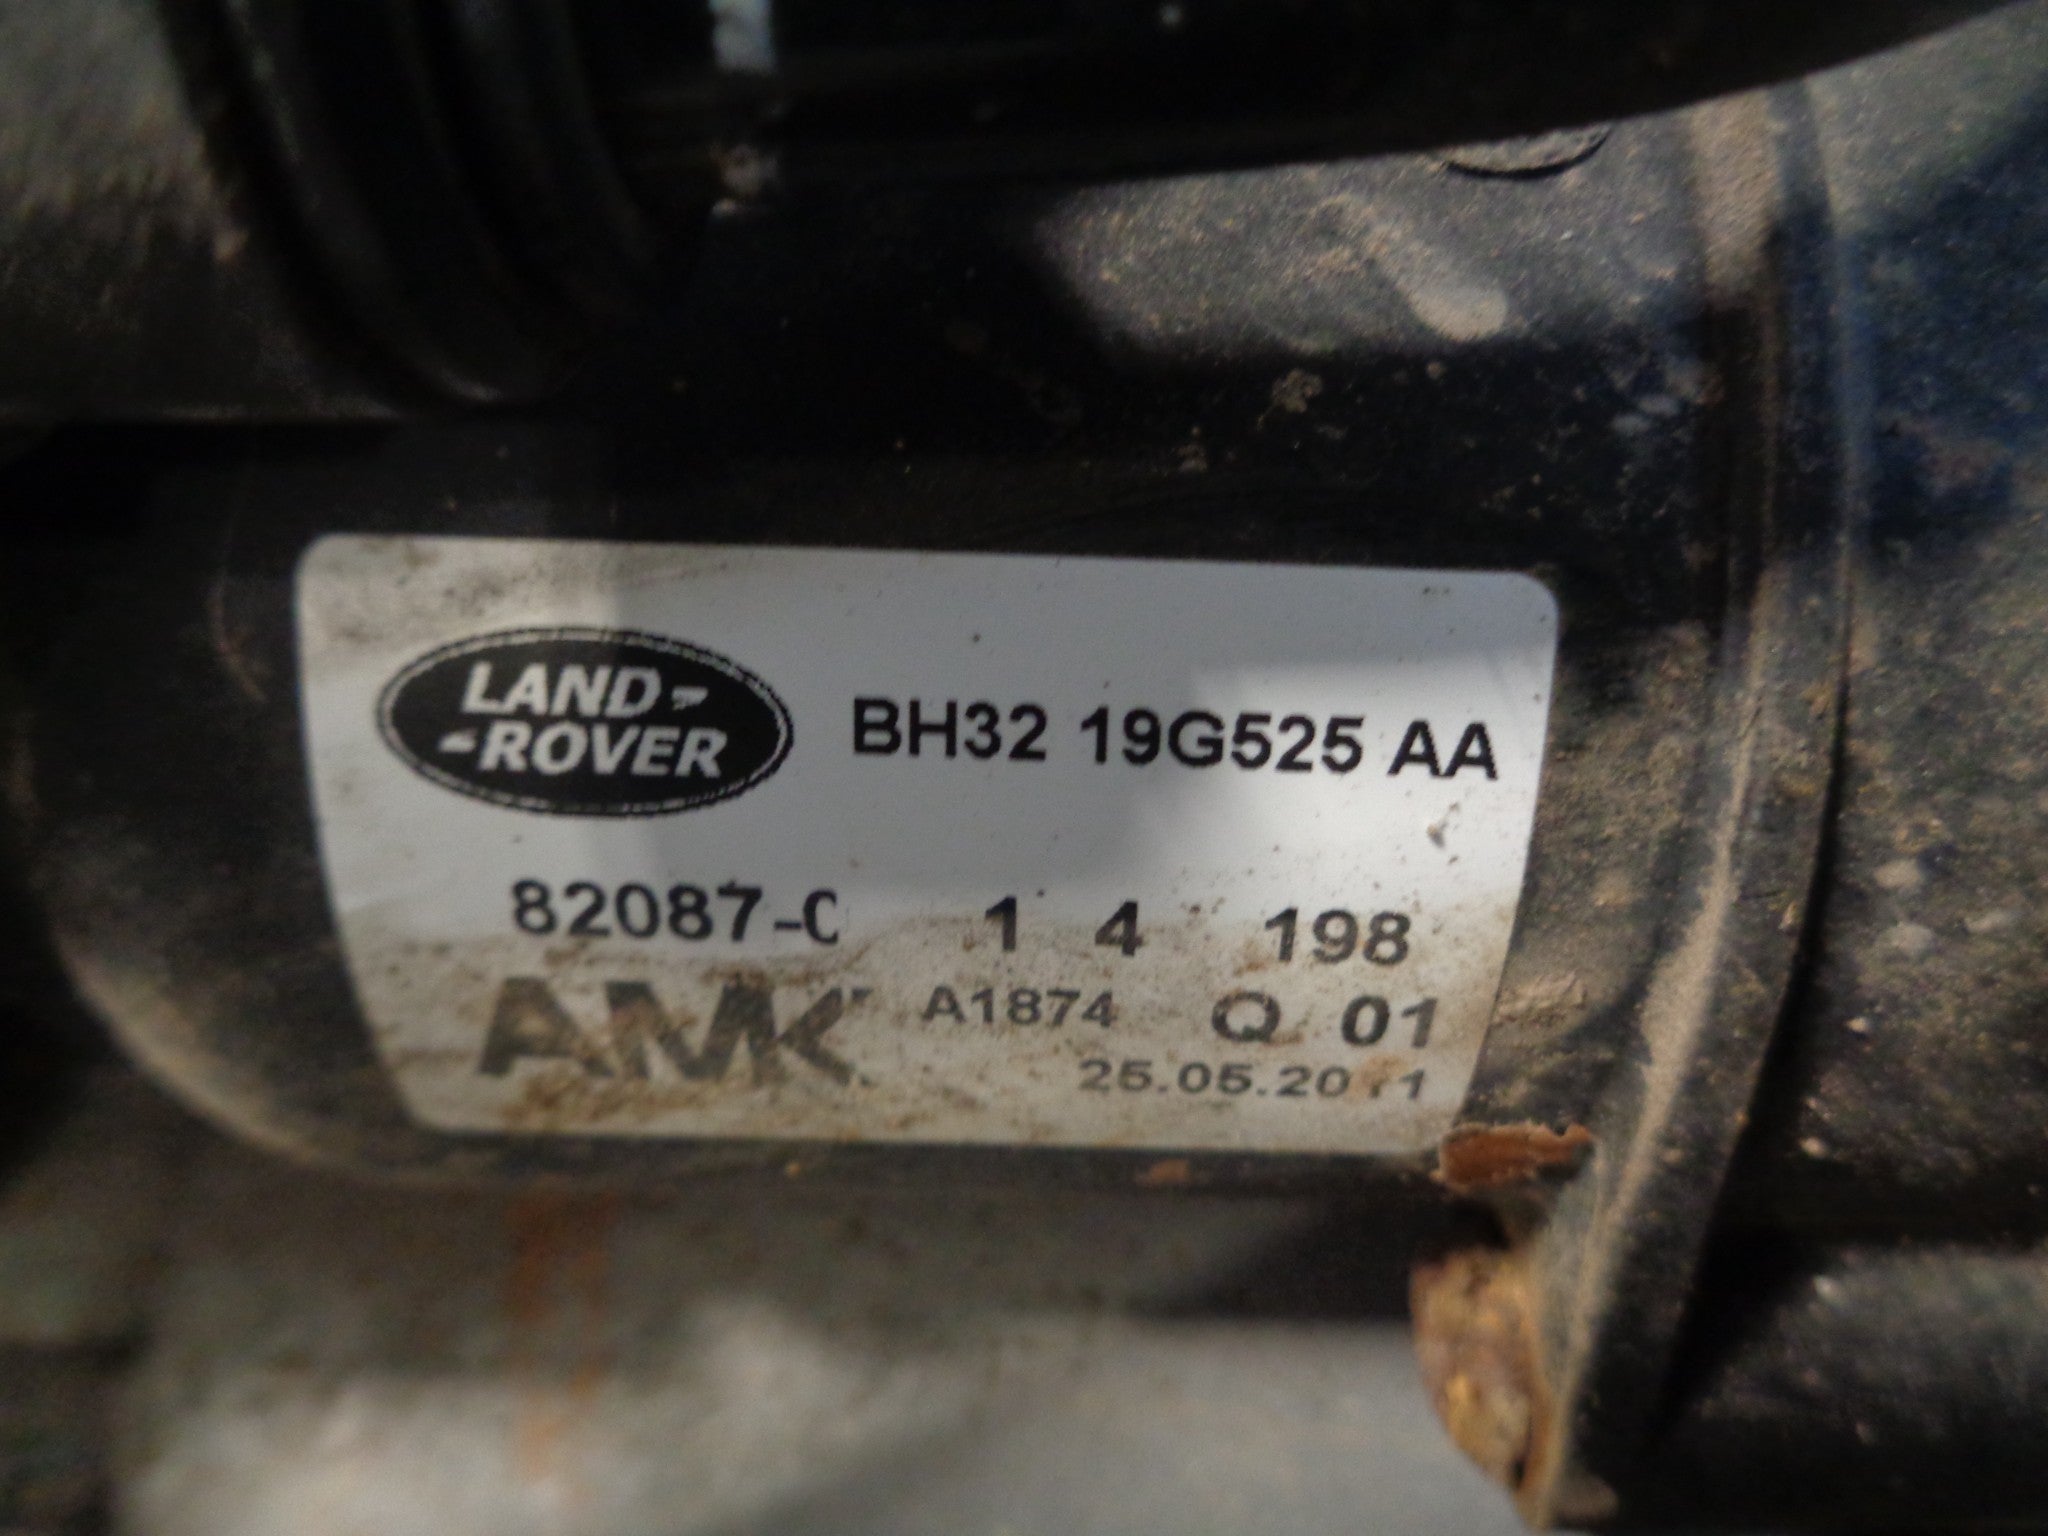 LAND-
-ROVER
BH32 19G525 AA
82087-C 1 4 198
AMK A1874 Q 01
25.05.2011